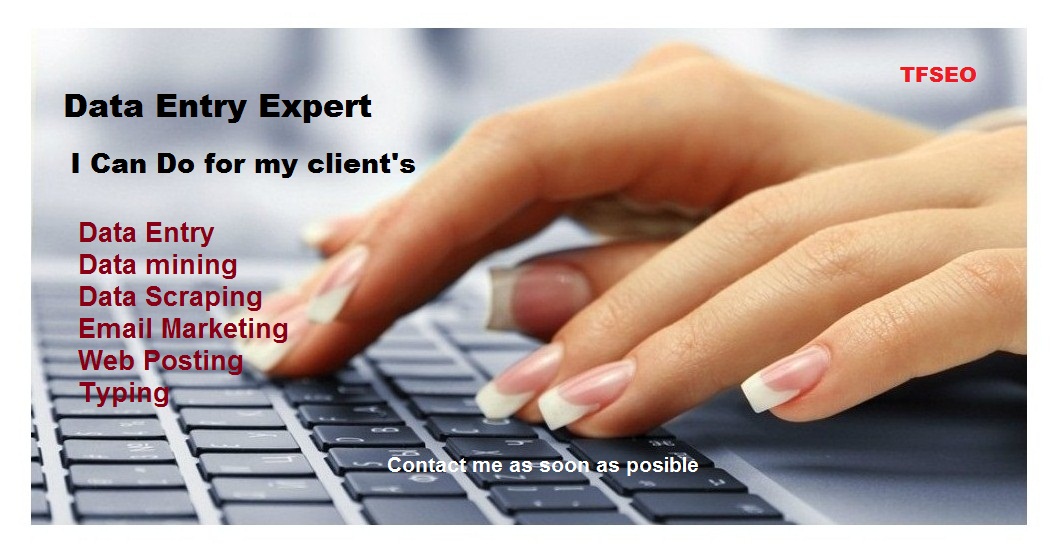 TFSEO
Data Entry Expert
I Can Do for my client's
Data Entry
Data mining
Data Scraping
Email Marketing
Web Posting
Typing
Contact me as soon as posible